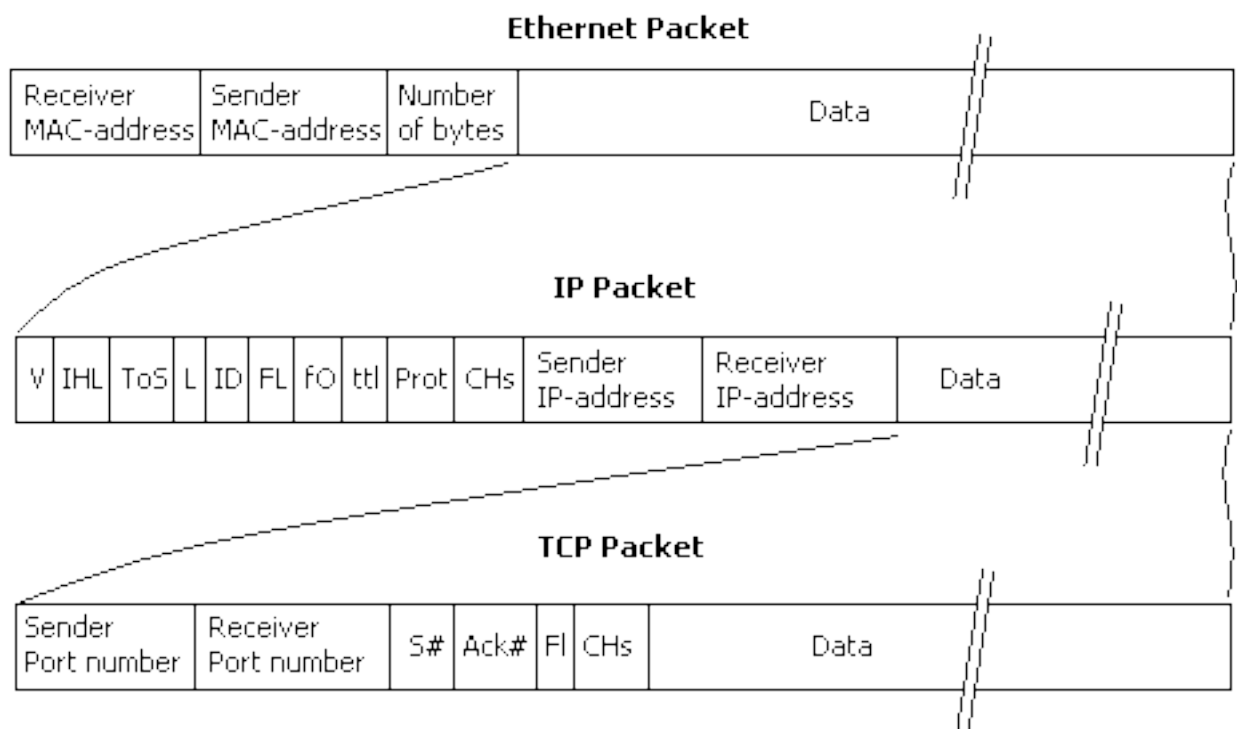 Ethernet Packet
Receiver MAC-address
Sender MAC-address
Number of bytes
Data
IP Packet
V
IHL
ToS
L
ID
FL
fO
ttl
Prot
CHs
Sender IP-address
Receiver IP-address
Data
TCP Packet
Sender Port number
Receiver Port number
S#
Ack#
Fl
CHs
Data